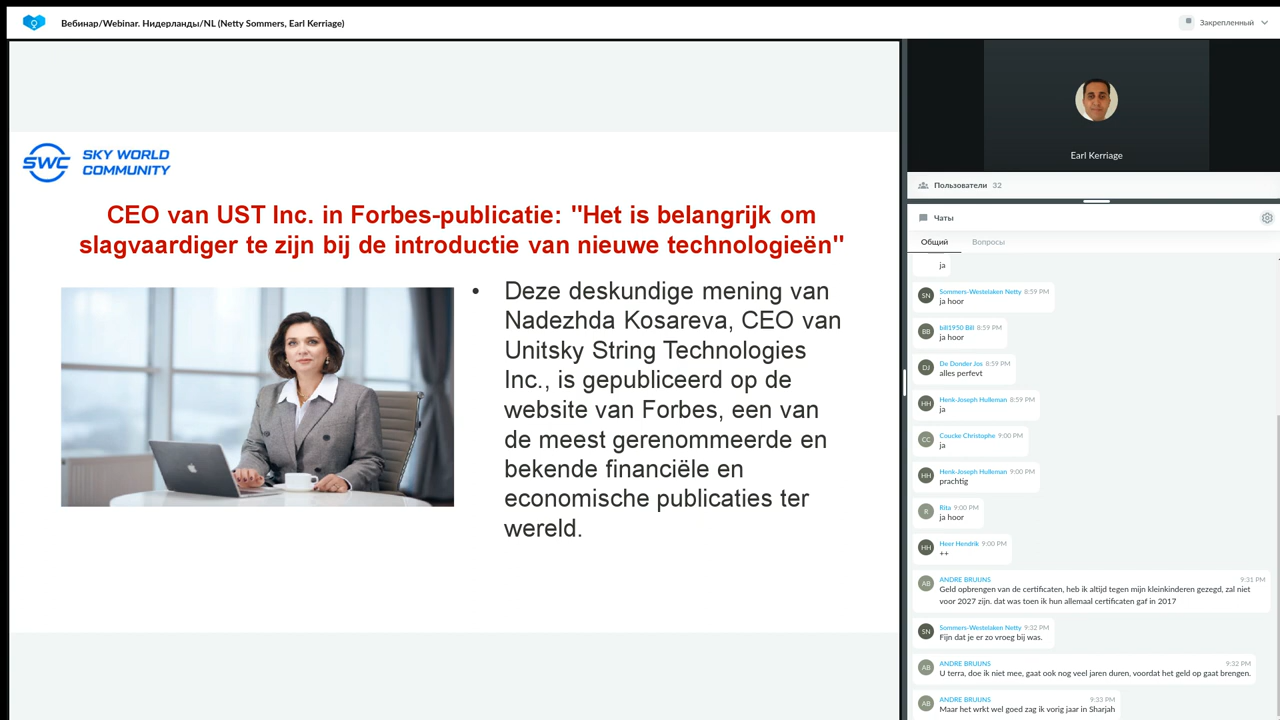 Вебинар/Webinar. Нидерланды/NL (Netty Sommers, Earl Kerriage)
Закрепленный
SWC SKY WORLD
COMMUNITY
CEO van UST Inc. in Forbes-publicatie: "Het is belangrijk om
slagvaardiger te zijn bij de introductie van nieuwe technologieën"
• Deze deskundige mening van
Nadezhda Kosareva, CEO van
Unitsky String Technologies
Inc., is gepubliceerd op de
website van Forbes, een van
de meest gerenommeerde en
bekende financiële en
economische publicaties ter
wereld.
Earl Kerriage
Пользователи 32
Чаты
Общий Вопросы
ja
SN Sommers-Westelaken Netty 8:59 PM
ja hoor
BB bill1950 Bill 8:59 PM
ja hoor
DJ De Donder Jos 8:59 PM
alles perfevt
HH Henk-Joseph Hulleman 8:59 PM
ja
CC Coucke Christophe 9:00 PM
ja
HH Henk-Joseph Hulleman 9:00 PM
prachtig
R Rita 9:00 PM
ja hoor
HH Heer Hendrik 9:00 PM
++
AB ANDRE BRUIJNS 9:31 PM
Geld opbrengen van de certificaten, heb ik altijd tegen mijn kleinkinderen gezegd, zal niet
voor 2027 zijn. dat was toen ik hun allemaal certificaten gaf in 2017
SN Sommers-Westelaken Netty 9:32 PM
Fijn dat je er zo vroeg bij was.
AB ANDRE BRUIJNS 9:32 PM
U terra, doe ik niet mee, gaat ook nog veel jaren duren, voordat het geld op gaat brengen.
AB ANDRE BRUIJNS 9:33 PM
Maar het wrkt wel goed zag ik vorig jaar in Sharjah